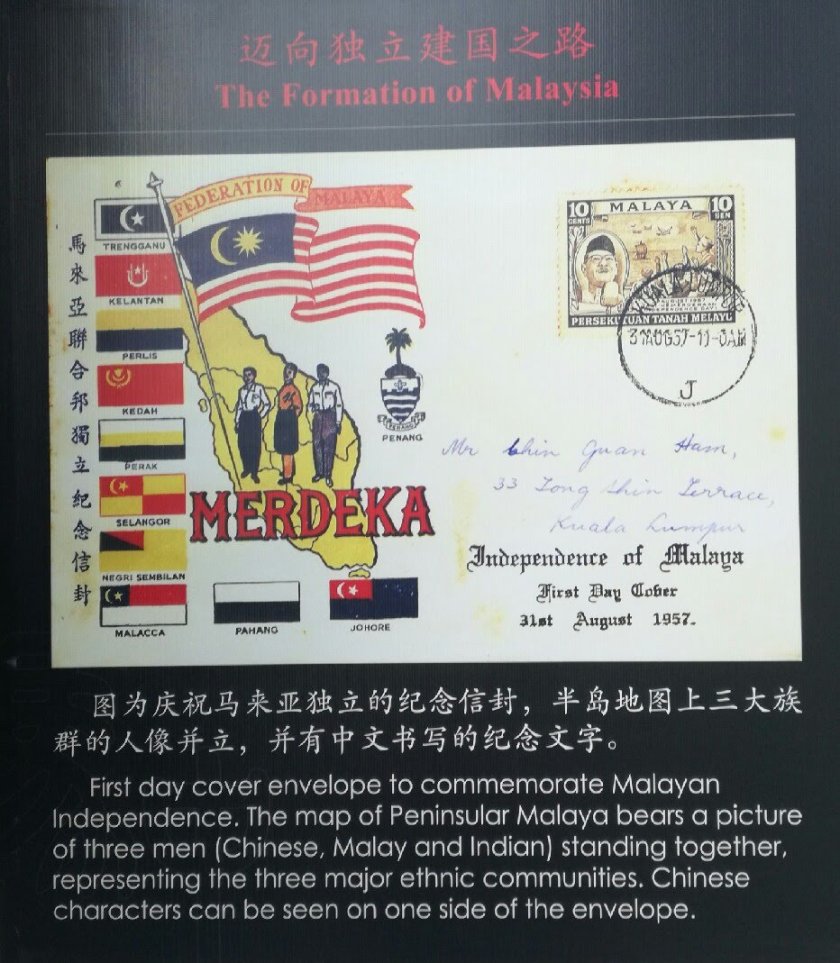 迈向独立建国之路
The Formation of Malaysia
FEDERATION OF MALAYA
馬來亞聯合邦獨立紀念信封
TRENGGANU
KELANTAN
PERLIS
KEDAH
PERAK
SELANGOR
NEGRI SEMBILAN
MALACCA
PAHANG
JOHORE
PENANG
MERDEKA
10 CENTS
MALAYA
10 SEN
PERSEKUTUAN TANAH MELAYU
KUALA LUMPUR
31AUG57-11-0AM
J
Mr Chin Guan Ham,
33 Tong Shin Terrace,
Kuala Lumpur
Independence of Malaya
First Day Cover
31st August 1957.
图为庆祝马来亚独立的纪念信封，半岛地图上三大族
群的人像并立，并有中文书写的纪念文字。
First day cover envelope to commemorate Malayan
Independence. The map of Peninsular Malaya bears a picture
of three men (Chinese, Malay and Indian) standing together,
representing the three major ethnic communities. Chinese
characters can be seen on one side of the envelope.